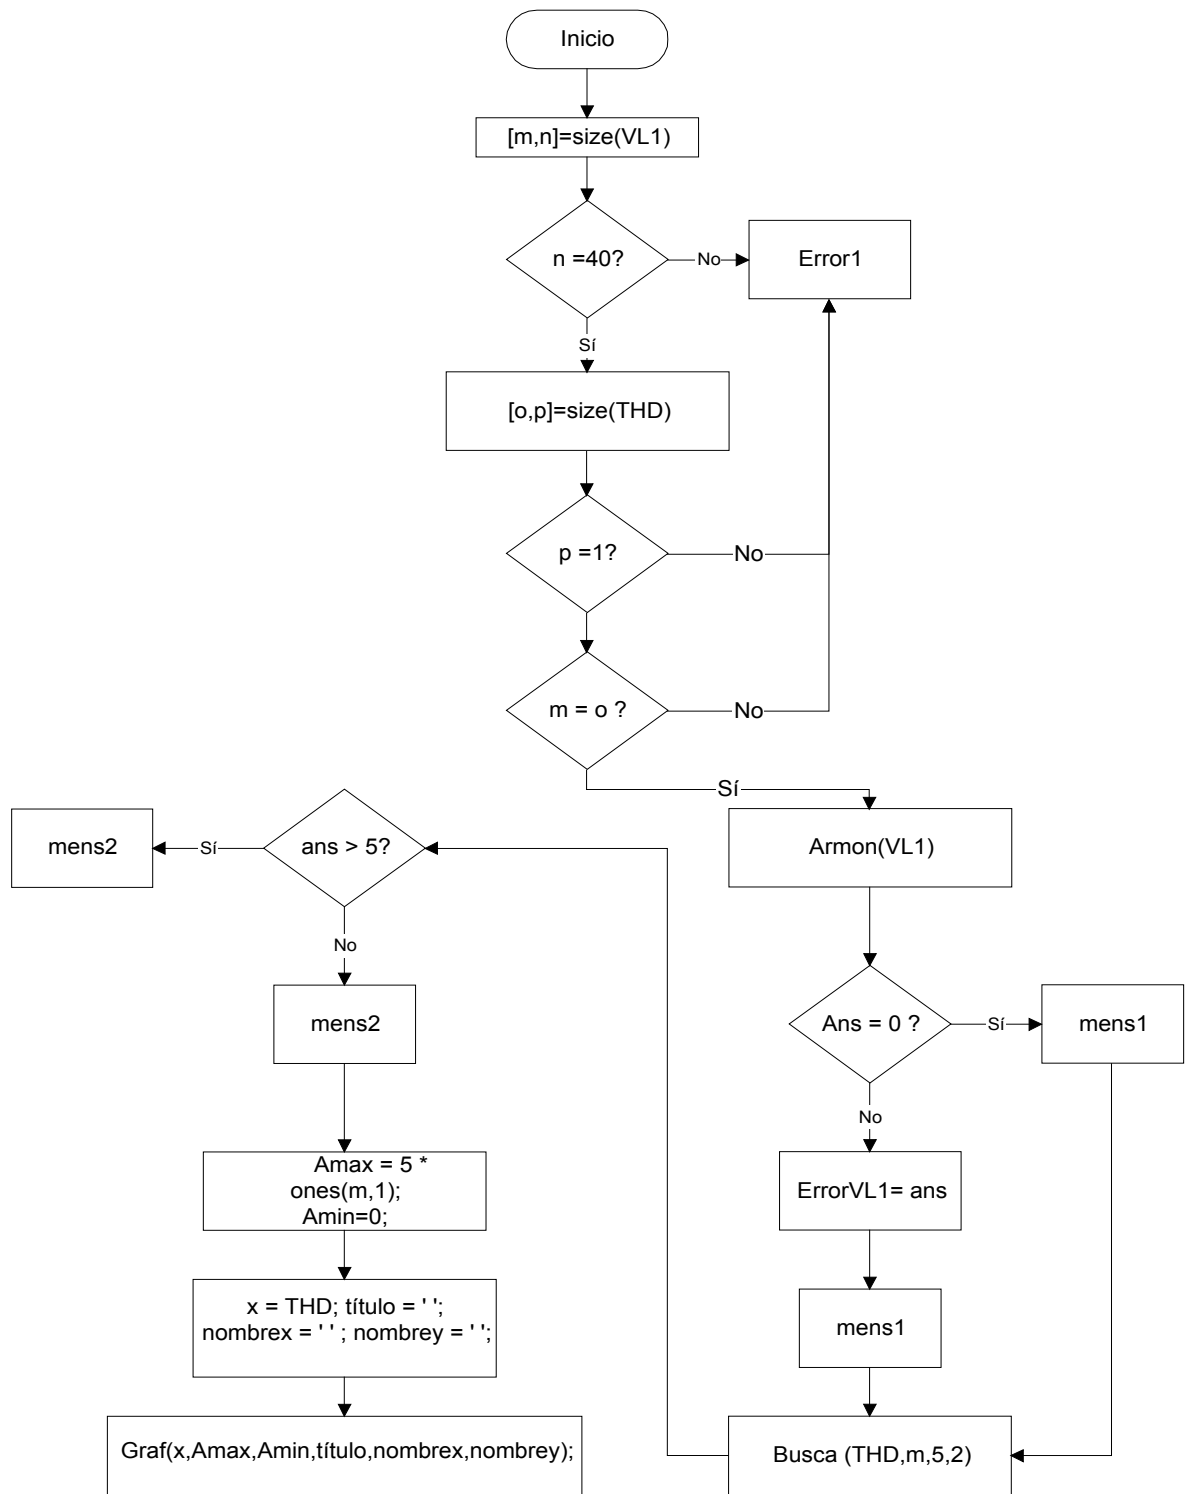 Inicio
[m,n]=size(VL1)
n =40?
No
Error1
Sí
[o,p]=size(THD)
p =1?
No
m = o ?
No
Sí
Armon(VL1)
ans > 5?
Sí
mens2
No
mens2
Ans = 0 ?
Sí
mens1
No
ErrorVL1= ans
mens1
Busca (THD,m,5,2)
Amax = 5 *
ones(m,1);
Amin=0;
x = THD; título = ' ';
nombrex = ' ' ; nombrey = ' ';
Graf(x,Amax,Amin,título,nombrex,nombrey);